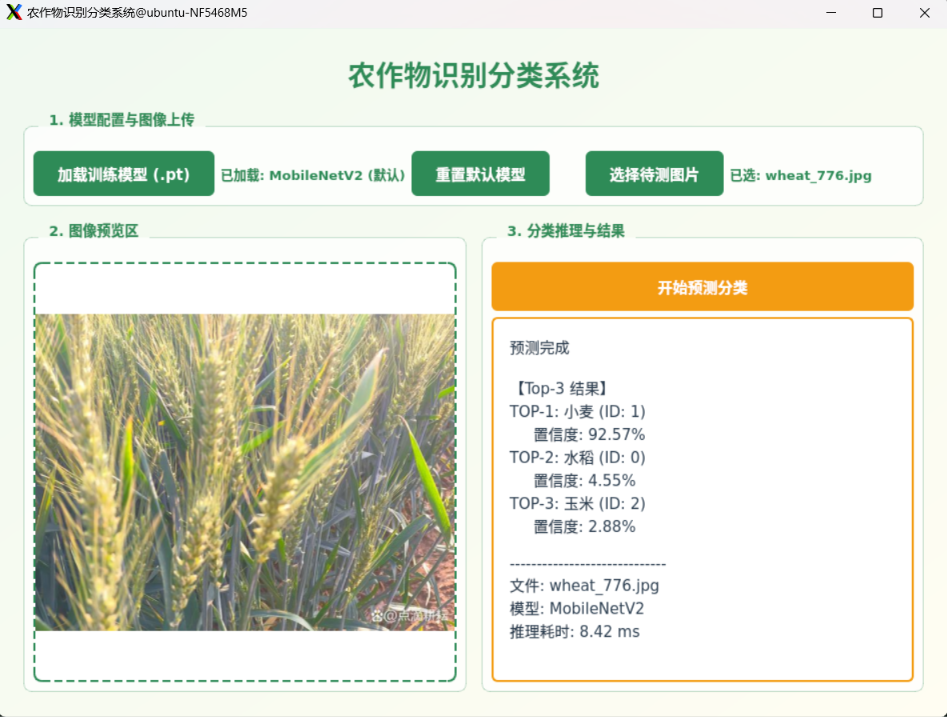 农作物识别分类系统@ubuntu-NF5468M5
农作物识别分类系统
1. 模型配置与图像上传
加载训练模型 (.pt)
已加载: MobileNetV2 (默认)
重置默认模型
选择待测图片
已选: wheat_776.jpg
2. 图像预览区
3. 分类推理与结果
开始预测分类
预测完成
【Top-3 结果】
TOP-1: 小麦 (ID: 1)
置信度: 92.57%
TOP-2: 水稻 (ID: 0)
置信度: 4.55%
TOP-3: 玉米 (ID: 2)
置信度: 2.88%
-----------------------------
文件: wheat_776.jpg
模型: MobileNetV2
推理耗时: 8.42 ms